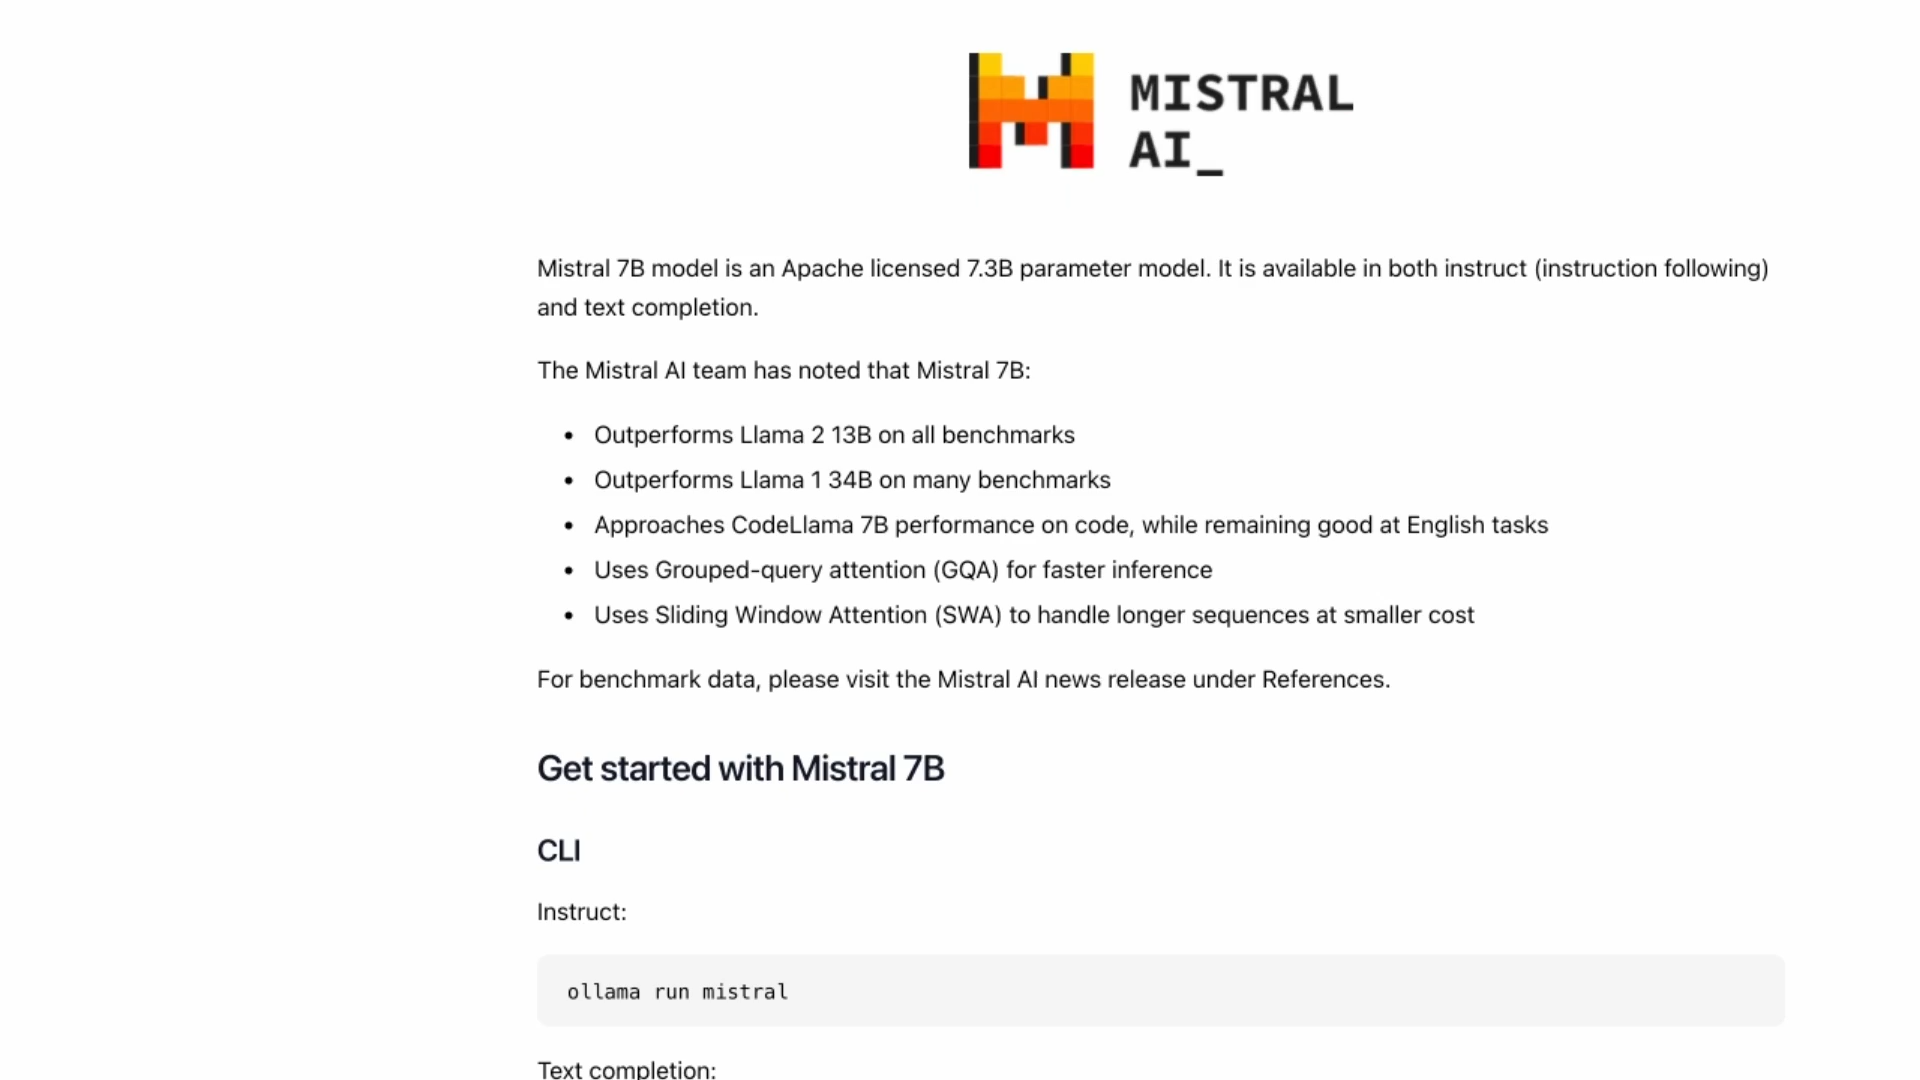 MISTRAL
AI_
Mistral 7B model is an Apache licensed 7.3B parameter model. It is available in both instruct (instruction following)
and text completion.
The Mistral AI team has noted that Mistral 7B:
• Outperforms Llama 2 13B on all benchmarks
• Outperforms Llama 1 34B on many benchmarks
• Approaches CodeLlama 7B performance on code, while remaining good at English tasks
• Uses Grouped-query attention (GQA) for faster inference
• Uses Sliding Window Attention (SWA) to handle longer sequences at smaller cost
For benchmark data, please visit the Mistral AI news release under References.
Get started with Mistral 7B
CLI
Instruct:
ollama run mistral
Text completion: